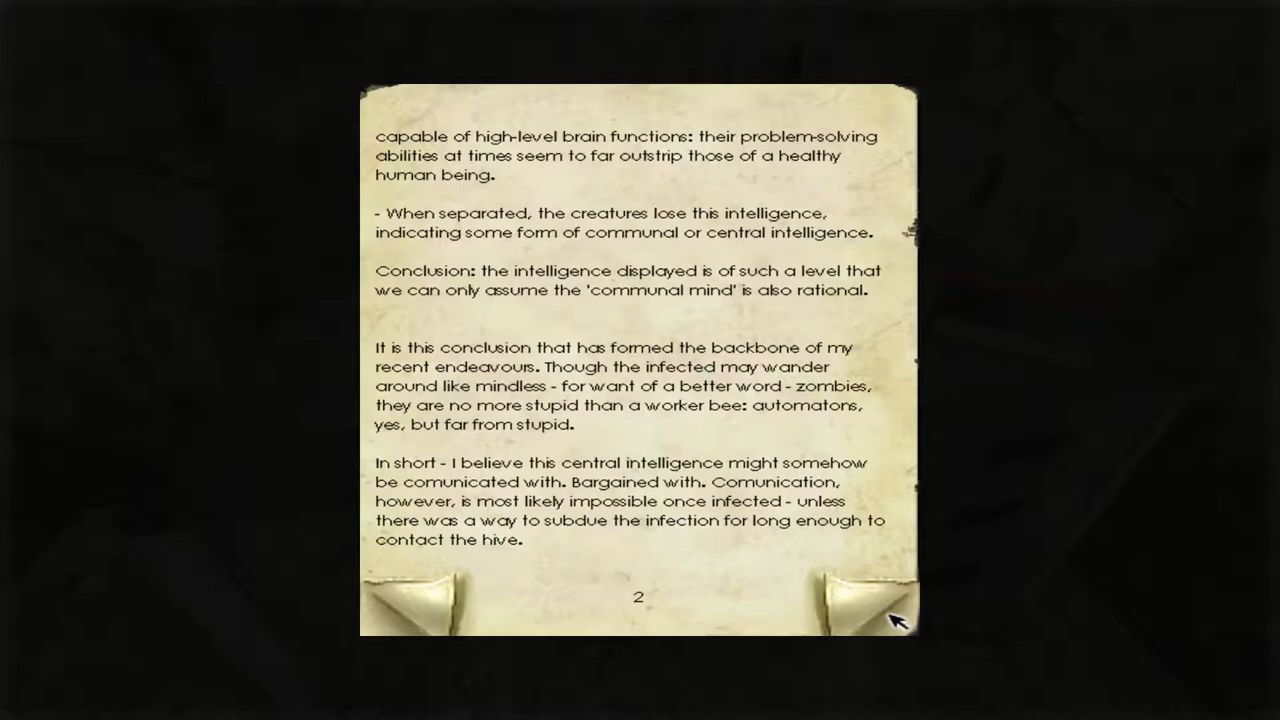 capable of high-level brain functions: their problem-solving
abilities at times seem to far outstrip those of a healthy
human being.
- When separated, the creatures lose this intelligence,
indicating some form of communal or central intelligence.
Conclusion: the intelligence displayed is of such a level that
we can only assume the 'communal mind' is also rational.
It is this conclusion that has formed the backbone of my
recent endeavours. Though the infected may wander
around like mindless - for want of a better word - zombies,
they are no more stupid than a worker bee: automatons,
yes, but far from stupid.
In short - I believe this central intelligence might somehow
be comunicated with. Bargained with. Comunication,
however, is most likely impossible once infected - unless
there was a way to subdue the infection for long enough to
contact the hive.
2